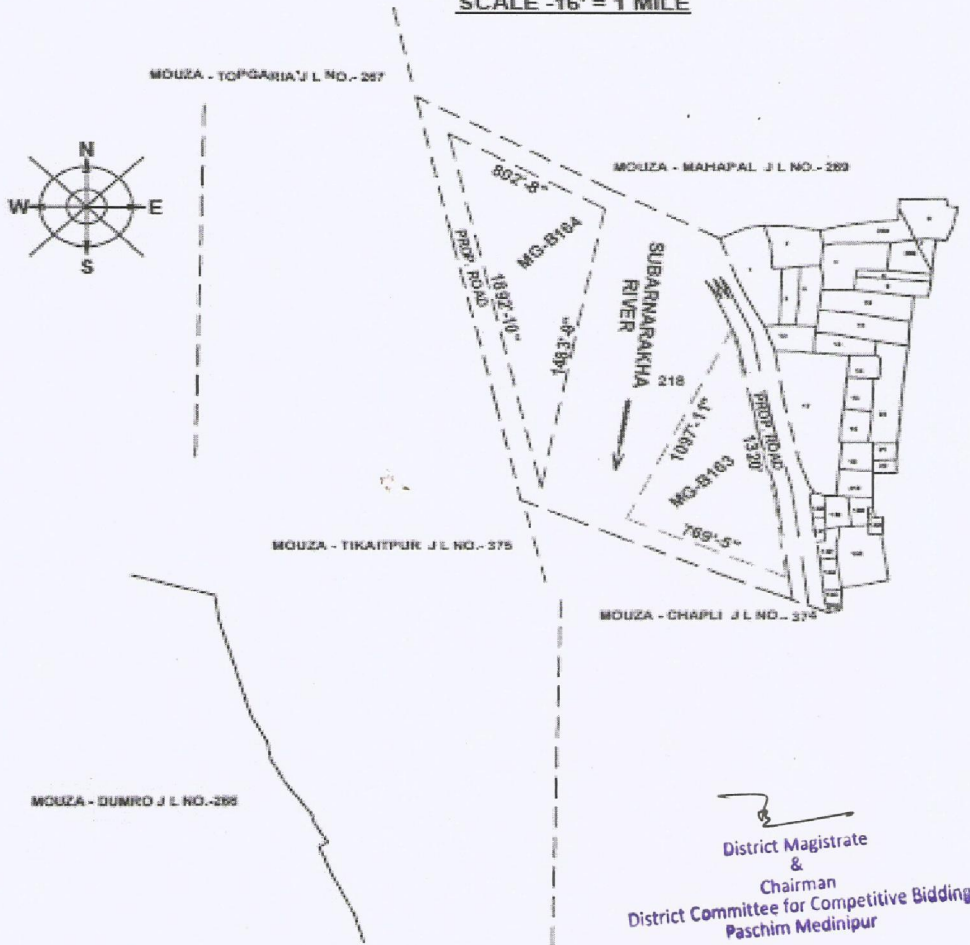 SCALE -16' = 1 MILE
MOUZA - TOPGARIA J L NO.- 267
N
W
E
S
MOUZA - MAHAPAL J L NO.- 269
802'-8"
MG-B164
PROP. ROAD
1892'-10"
1483'-9"
SUBARNARAKHA
RIVER
218
1097'-11"
MG-B163
PROP. ROAD
1320'
769'-5"
MOUZA - TIKAITPUR J L NO.- 375
MOUZA - CHAPLI J L NO.- 374
MOUZA - DUMRO J L NO.-266
District Magistrate
&
Chairman
District Committee for Competitive Bidding
Paschim Medinipur